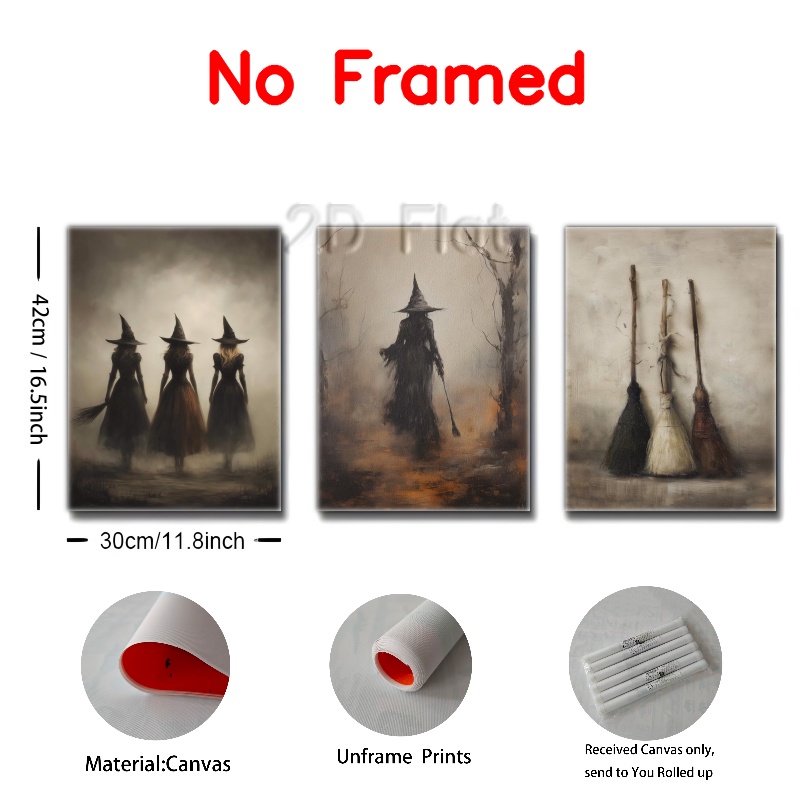 No Framed
2D Flat
42cm / 16.5inch
30cm/11.8inch
Material:Canvas
Unframe Prints
Received Canvas only,
send to You Rolled up